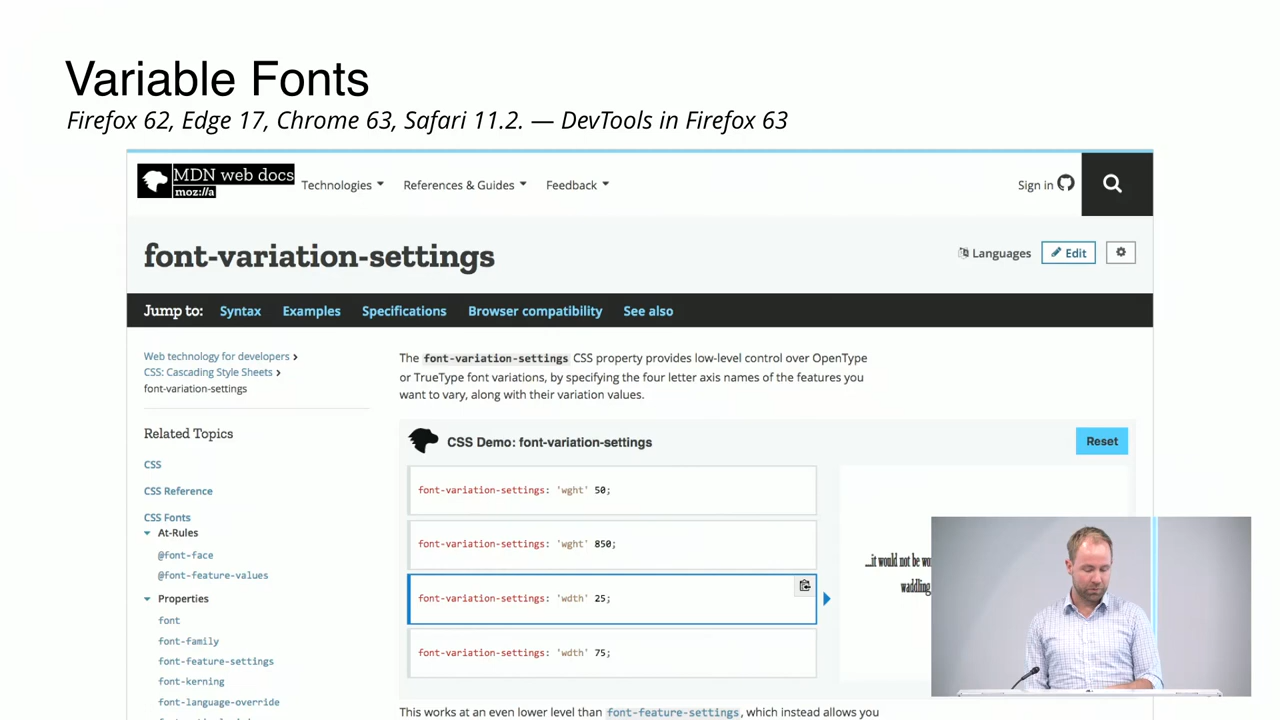 Variable Fonts
Firefox 62, Edge 17, Chrome 63, Safari 11.2. — DevTools in Firefox 63
MDN web docs
moz://a
Technologies
References & Guides
Feedback
Sign in
font-variation-settings
Languages
Edit
Jump to:
Syntax
Examples
Specifications
Browser compatibility
See also
Web technology for developers
CSS: Cascading Style Sheets
font-variation-settings
Related Topics
CSS
CSS Reference
CSS Fonts
At-Rules
@font-face
@font-feature-values
Properties
font
font-family
font-feature-settings
font-kerning
font-language-override
The font-variation-settings CSS property provides low-level control over OpenType
or TrueType font variations, by specifying the four letter axis names of the features you
want to vary, along with their variation values.
CSS Demo: font-variation-settings
Reset
font-variation-settings: 'wght' 50;
font-variation-settings: 'wght' 850;
font-variation-settings: 'wdth' 25;
font-variation-settings: 'wdth' 75;
...it would not be wo
waddling
This works at an even lower level than font-feature-settings, which instead allows you